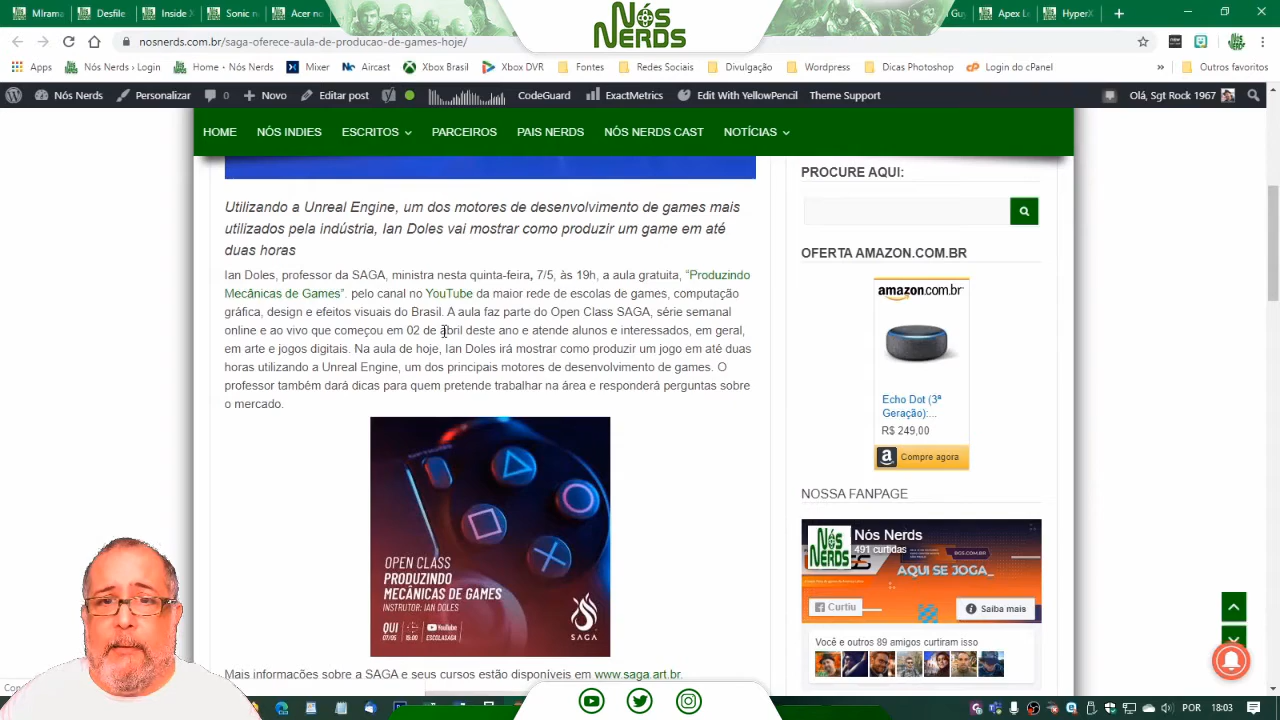 Miram
Disfile
Inside X
Sonic n
Acer no
NÓS
NERDS
Gu
Apex Le
HyperX
nosnerds.com.br/saga-oferece-aula-de-producao-de-games-hoje/
Apps
Nós Nerds › Login
Home - Nós Nerds
Mixer
Aircast
Xbox Brasil
Xbox DVR
Fontes
Redes Sociais
Divulgação
Wordpress
Dicas Photoshop
Login do cPanel
»
Outros favoritos
Nós Nerds
Personalizar
0
Novo
Editar post
CodeGuard
ExactMetrics
Edit With YellowPencil
Theme Support
Olá, Sgt Rock 1967
HOME
NÓS INDIES
ESCRITOS
PARCEIROS
PAIS NERDS
NÓS NERDS CAST
NOTÍCIAS
Utilizando a Unreal Engine, um dos motores de desenvolvimento de games mais
utilizados pela indústria, Ian Doles vai mostrar como produzir um game em até
duas horas
Ian Doles, professor da SAGA, ministra nesta quinta-feira, 7/5, às 19h, a aula gratuita, “Produzindo
Mecânicas de Games”. pelo canal no YouTube da maior rede de escolas de games, computação
gráfica, design e efeitos visuais do Brasil. A aula faz parte do Open Class SAGA, série semanal
online e ao vivo que começou em 02 de abril deste ano e atende alunos e interessados, em geral,
em arte e jogos digitais. Na aula de hoje, Ian Doles irá mostrar como produzir um jogo em até duas
horas utilizando a Unreal Engine, um dos principais motores de desenvolvimento de games. O
professor também dará dicas para quem pretende trabalhar na área e responderá perguntas sobre
o mercado.
OPEN CLASS
PRODUZINDO
MECÂNICAS DE GAMES
INSTRUTOR: IAN DOLES
QUI
07/05
19:00
YouTube
ESCOLASAGA
SAGA
ais informações sobre a SAGA e seus cursos estão disponíveis em www.saga.art.br.
PROCURE AQUI:
OFERTA AMAZON.COM.BR
amazon.com.br
Echo Dot (3ª
Geração):...
R$ 249,00
Compre agora
NOSSA FANPAGE
NÓS
NERDS
Nós Nerds
491 curtidas
BGS.COM.BR
AQUI SE JOGA_
Curtiu
Saiba mais
Você e outros 89 amigos curtiram isso
POR
18:03